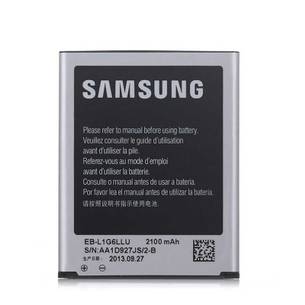 SAMSUNG
Please refer to manual before using battery.
Veuillez consulter le guide d'utilisation
avant d'utiliser la pile.
Referez-vous au mode d'emploi
avant d'utiliser la batterie.
Consulte o manual antes de usar a bateria.
Por favor lea el manual antes de usar la batería.
EB-L1G6LLU 2100 mAh
S/N:AA1D927JS/2-B
2013.09.27